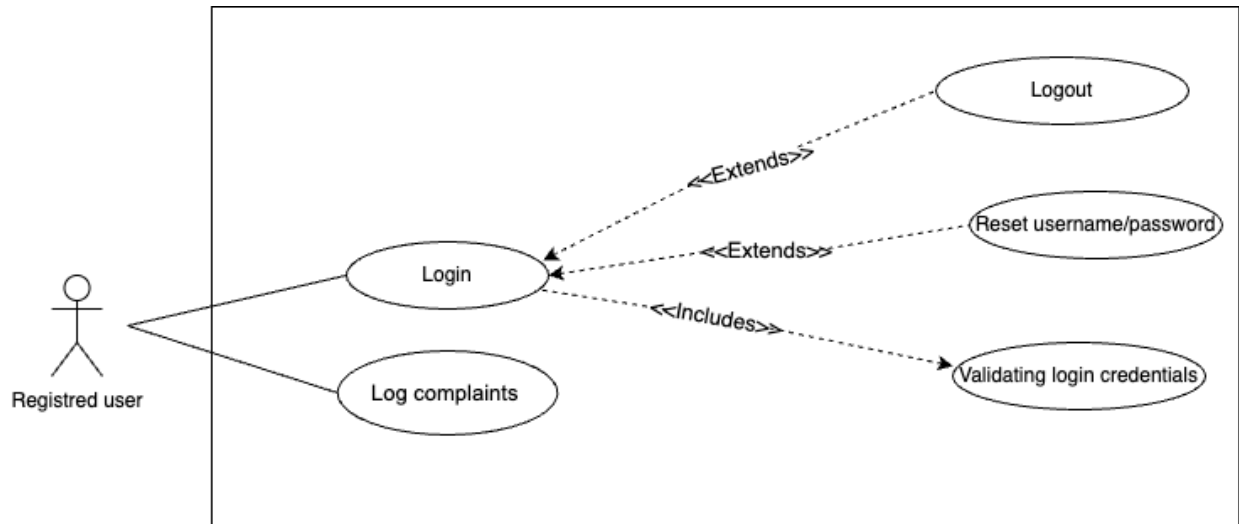 Logout
<<Extends>>
Reset username/password
<<Extends>>
Login
<<Includes>>
Validating login credentials
Log complaints
Registred user